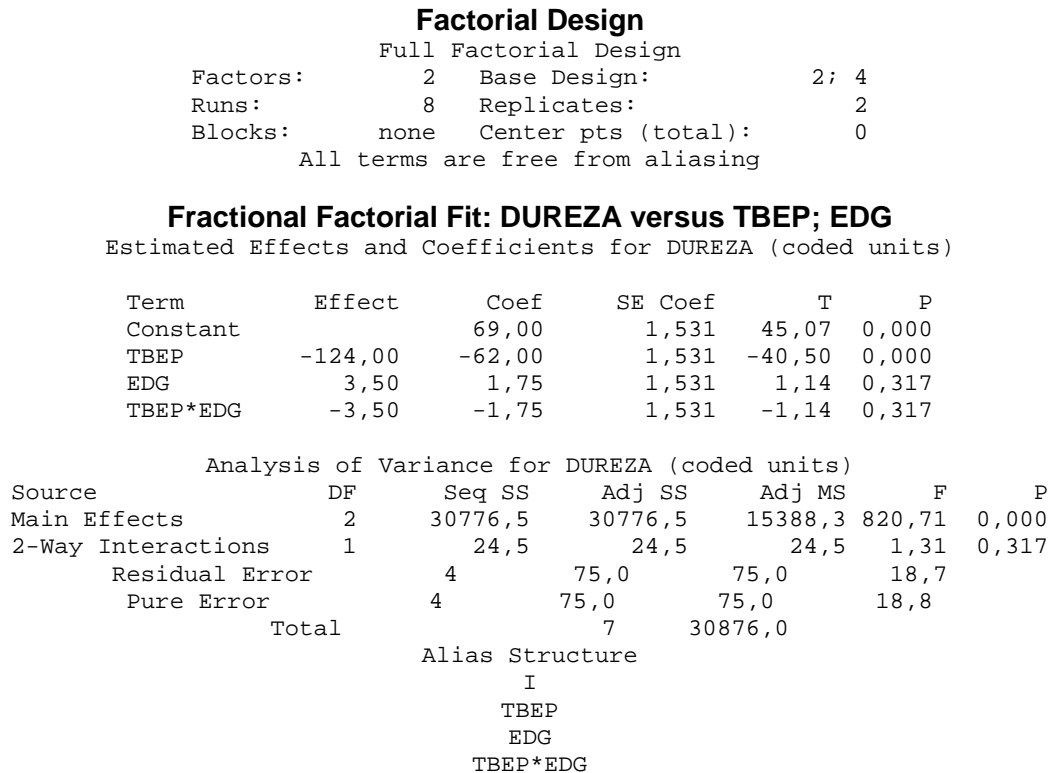 Factorial Design
Full Factorial Design
Factors: 2 Base Design: 2; 4
Runs: 8 Replicates: 2
Blocks: none Center pts (total): 0
All terms are free from aliasing
Fractional Factorial Fit: DUREZA versus TBEP; EDG
Estimated Effects and Coefficients for DUREZA (coded units)
Term Effect Coef SE Coef T P
Constant 69,00 1,531 45,07 0,000
TBEP -124,00 -62,00 1,531 -40,50 0,000
EDG 3,50 1,75 1,531 1,14 0,317
TBEP*EDG -3,50 -1,75 1,531 -1,14 0,317
Analysis of Variance for DUREZA (coded units)
Source DF Seq SS Adj SS Adj MS F P
Main Effects 2 30776,5 30776,5 15388,3 820,71 0,000
2-Way Interactions 1 24,5 24,5 24,5 1,31 0,317
Residual Error 4 75,0 75,0 18,7
Pure Error 4 75,0 75,0 18,8
Total 7 30876,0
Alias Structure
I
TBEP
EDG
TBEP*EDG